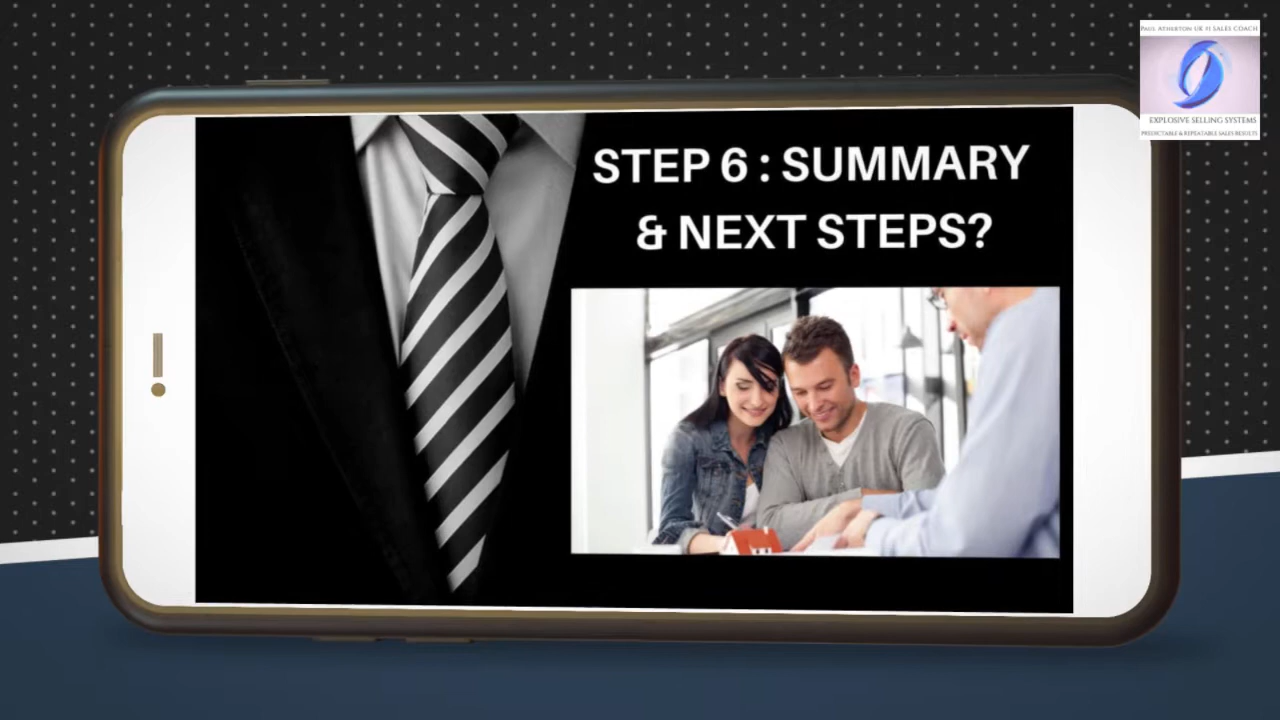 PAUL ATHERTON UK #1 SALES COACH
EXPLOSIVE SELLING SYSTEMS
PREDICTABLE & REPEATABLE SALES RESULTS
STEP 6 : SUMMARY
& NEXT STEPS?